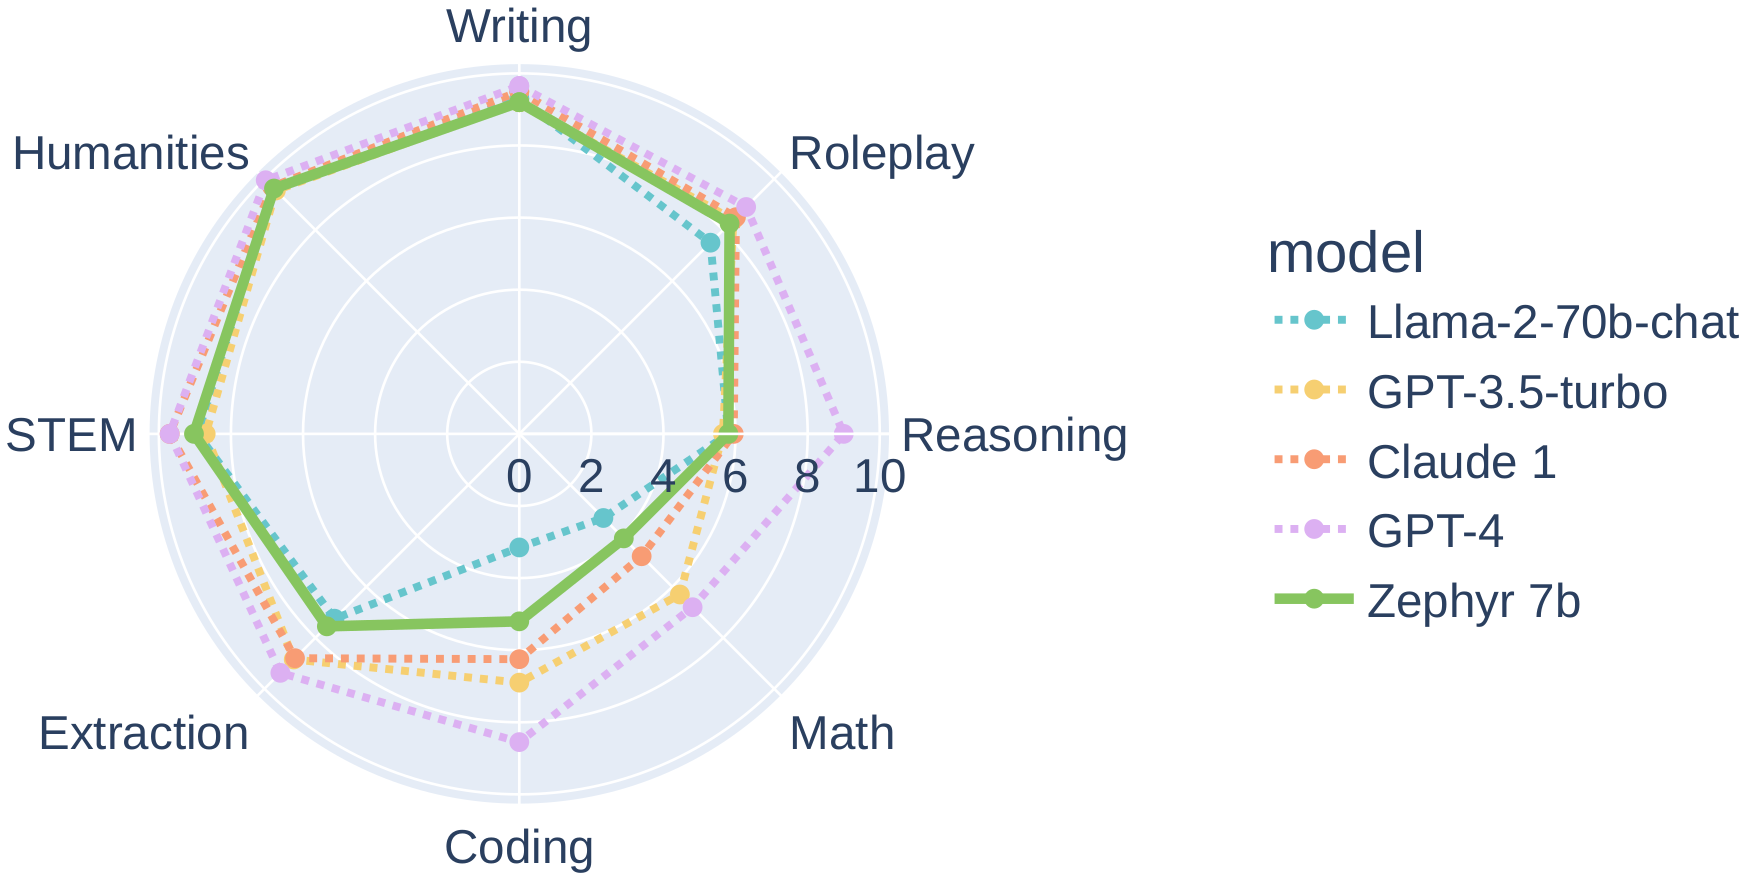 Writing
Humanities
Roleplay
STEM
Reasoning
0 2 4 6 8 10
Extraction
Math
Coding
model
Llama-2-70b-chat
GPT-3.5-turbo
Claude 1
GPT-4
Zephyr 7b